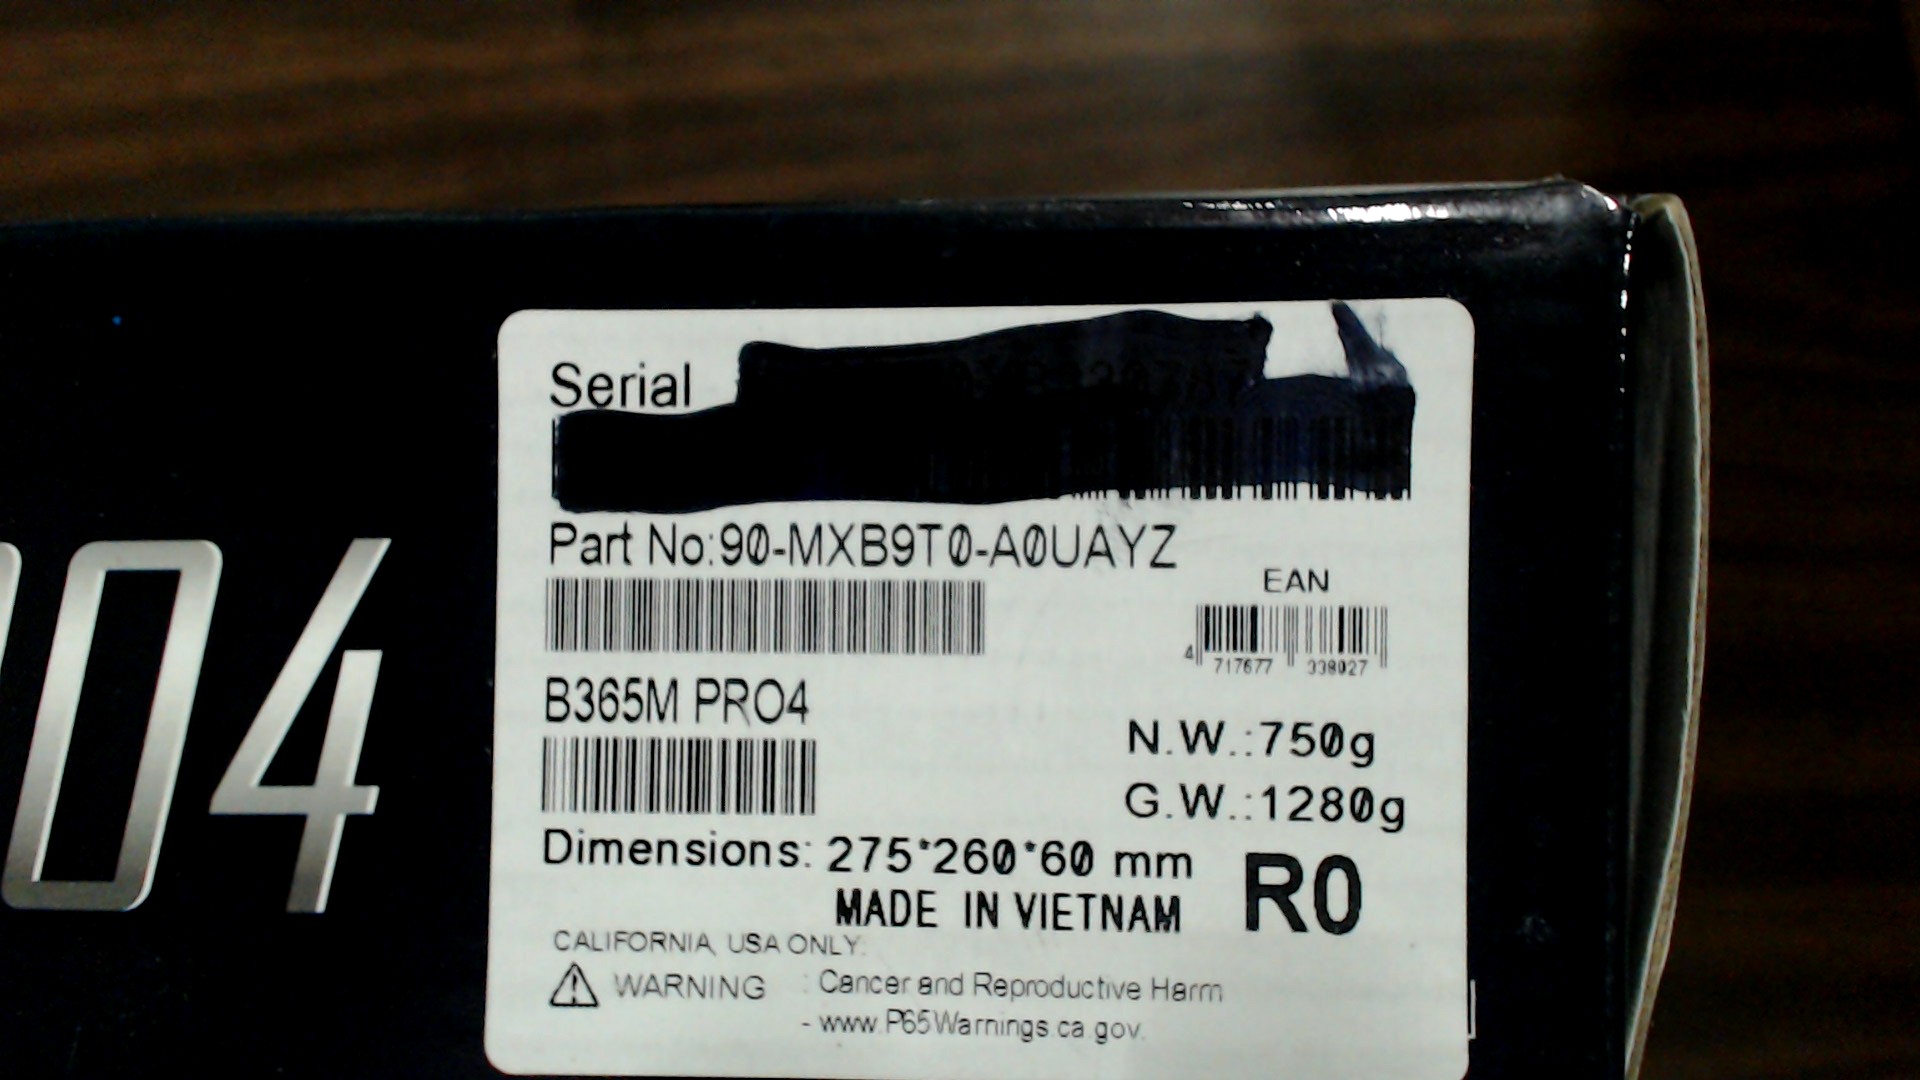 04
Serial
Part No:90-MXB9T0-A0UAYZ
EAN
4 717677 338027
B365M PRO4
N.W.:750g
G.W.:1280g
Dimensions: 275*260*60 mm
MADE IN VIETNAM R0
CALIFORNIA, USA ONLY:
WARNING : Cancer and Reproductive Harm
- www.P65Warnings.ca.gov.